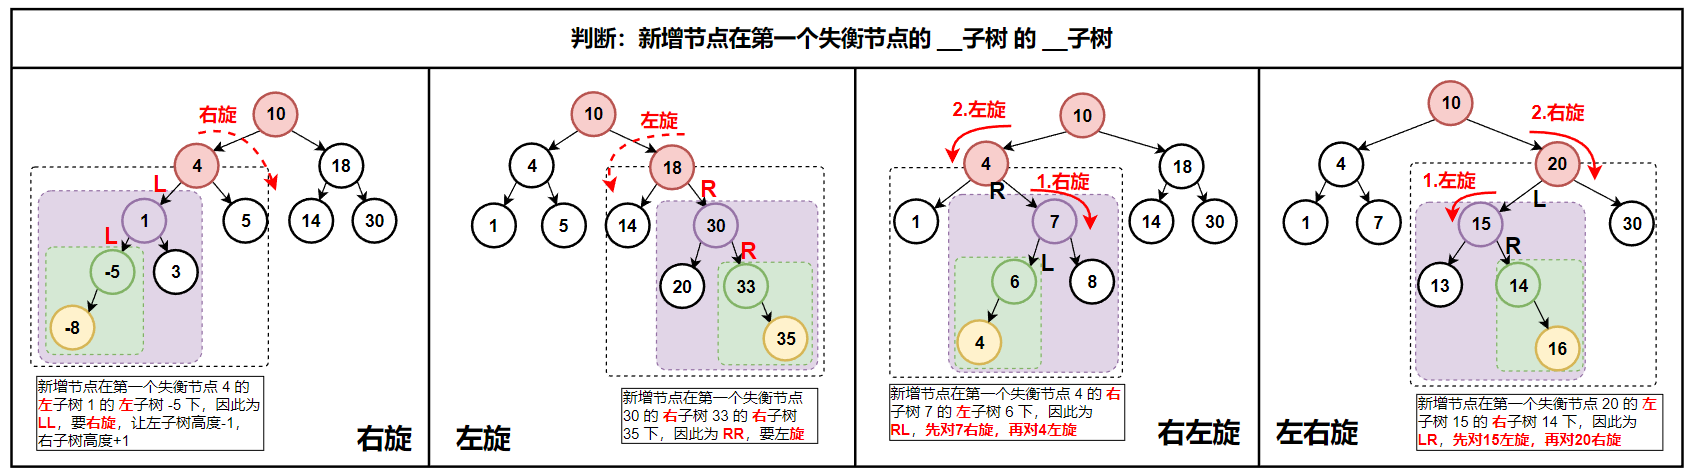 判断：新增节点在第一个失衡节点的 __子树 的 __子树
右旋
10
4
18
L
1
5
14
30
L
-5
3
-8
新增节点在第一个失衡节点 4 的
左子树 1 的 左子树 -5 下，因此为
LL，要右旋，让左子树高度-1，
右子树高度+1
右旋
左旋
10
4
18
R
1
5
14
30
R
20
33
35
新增节点在第一个失衡节点
30 的 右子树 33 的 右子树
35 下，因此为 RR，要左旋
左旋
2.左旋
10
4
18
R
1.右旋
1
7
14
30
L
6
8
4
新增节点在第一个失衡节点 4 的 右
子树 7 的 左子树 6 下，因此为
RL，先对7右旋，再对4左旋
右左旋
10
2.右旋
4
20
1.左旋
L
1
7
15
30
R
13
14
16
新增节点在第一个失衡节点 20 的 左
子树 15 的 右子树 14 下，因此为
LR，先对15左旋，再对20右旋
左右旋